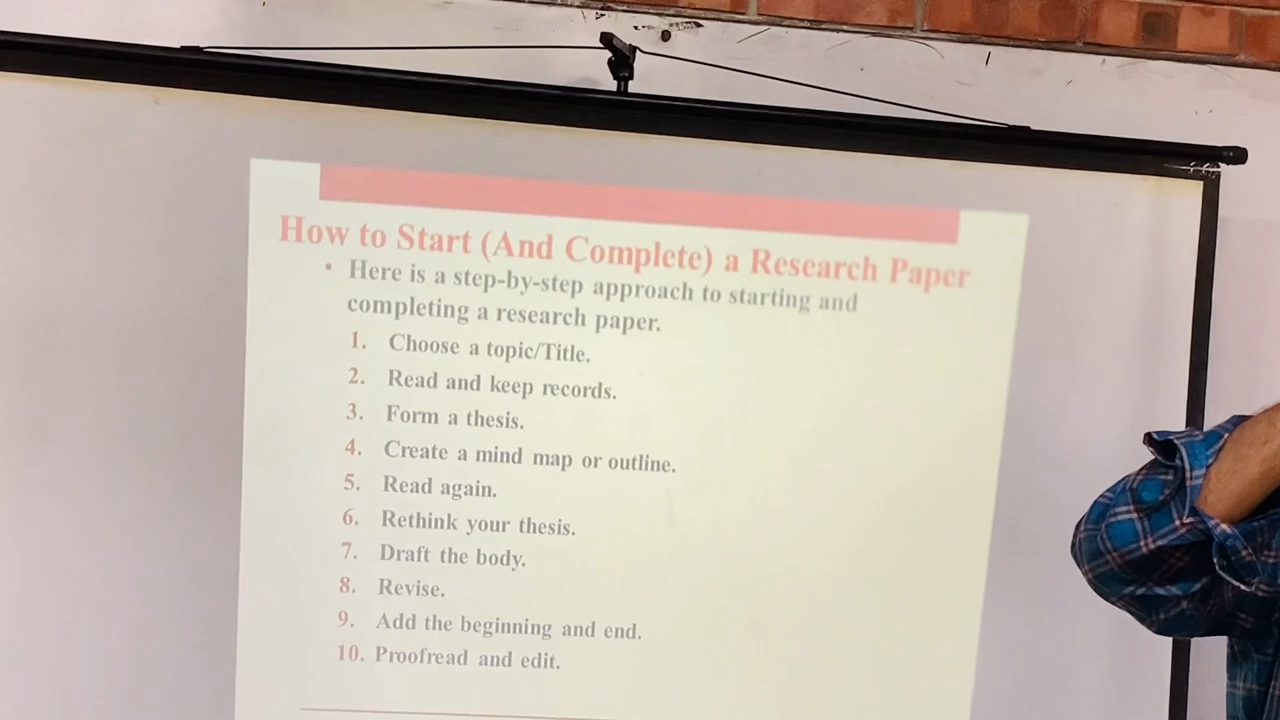 How to Start (And Complete) a Research Paper
• Here is a step-by-step approach to starting and
completing a research paper.
1. Choose a topic/Title.
2. Read and keep records.
3. Form a thesis.
4. Create a mind map or outline.
5. Read again.
6. Rethink your thesis.
7. Draft the body.
8. Revise.
9. Add the beginning and end.
10. Proofread and edit.